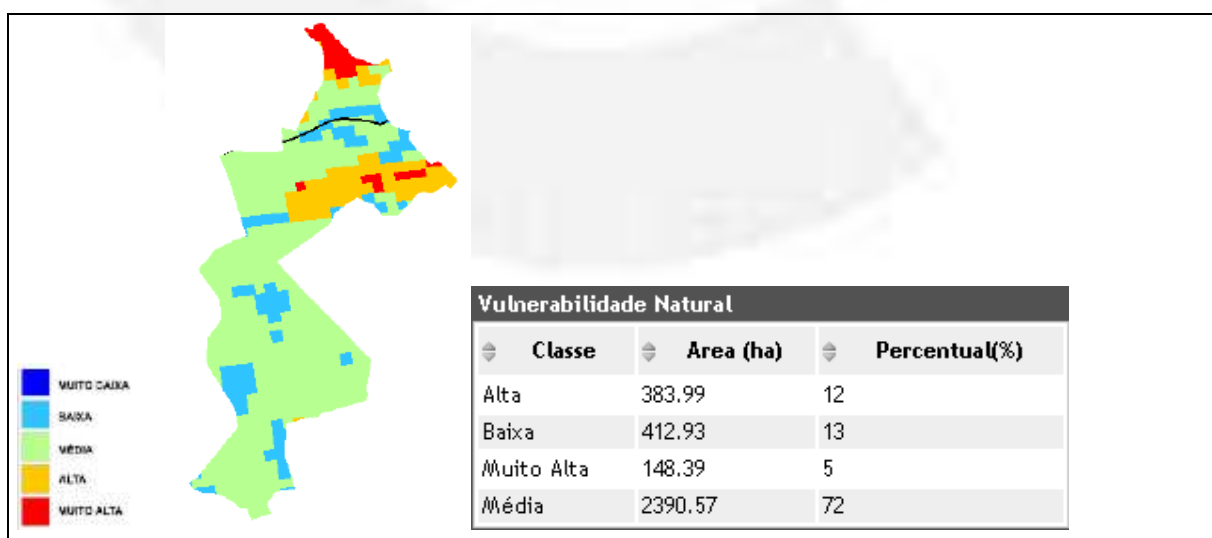 MUITO BAIXA
BAIXA
MÉDIA
ALTA
MUITO ALTA
Vulnerabilidade Natural
Classe Area (ha) Percentual(%)
Alta 383.99 12
Baixa 412.93 13
Muito Alta 148.39 5
Média 2390.57 72